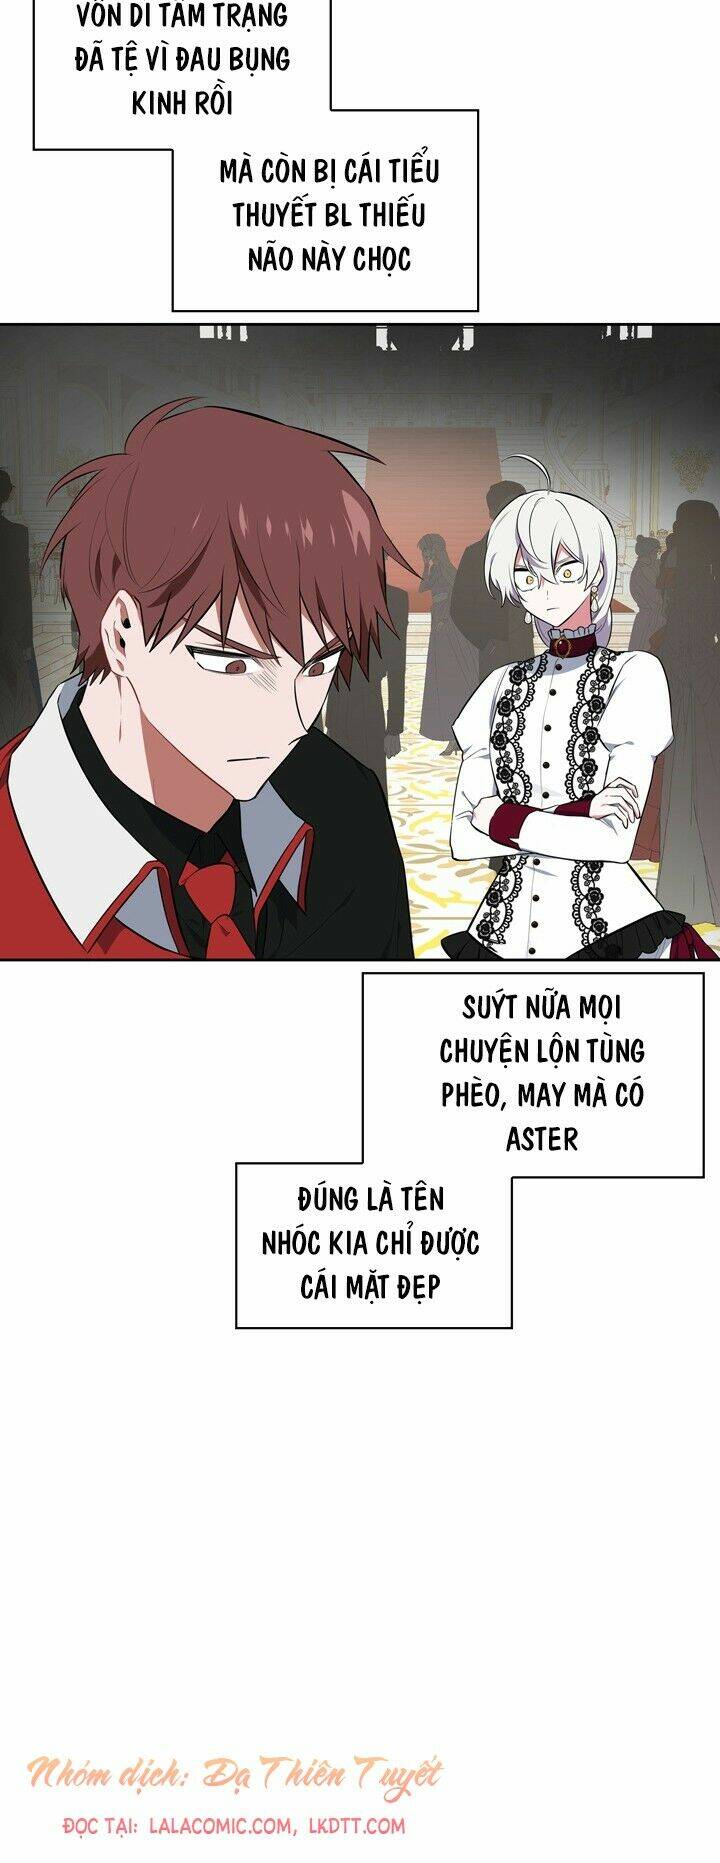 VỐN DĨ TÂM TRẠNG
ĐÃ TỆ VÌ ĐAU BỤNG
KINH RỒI
MÀ CÒN BỊ CÁI TIỂU
THUYẾT BL THIẾU
NÃO NÀY CHỌC
SUÝT NỮA MỌI
CHUYỆN LỘN TÙNG
PHÈO, MAY MÀ CÓ
ASTER
ĐÚNG LÀ TÊN
NHÓC KIA CHỈ ĐƯỢC
CÁI MẶT ĐẸP
Nhóm dịch: Dạ Thiên Tuyết
ĐỌC TẠI: LALACOMIC.COM, LKDTT.COM